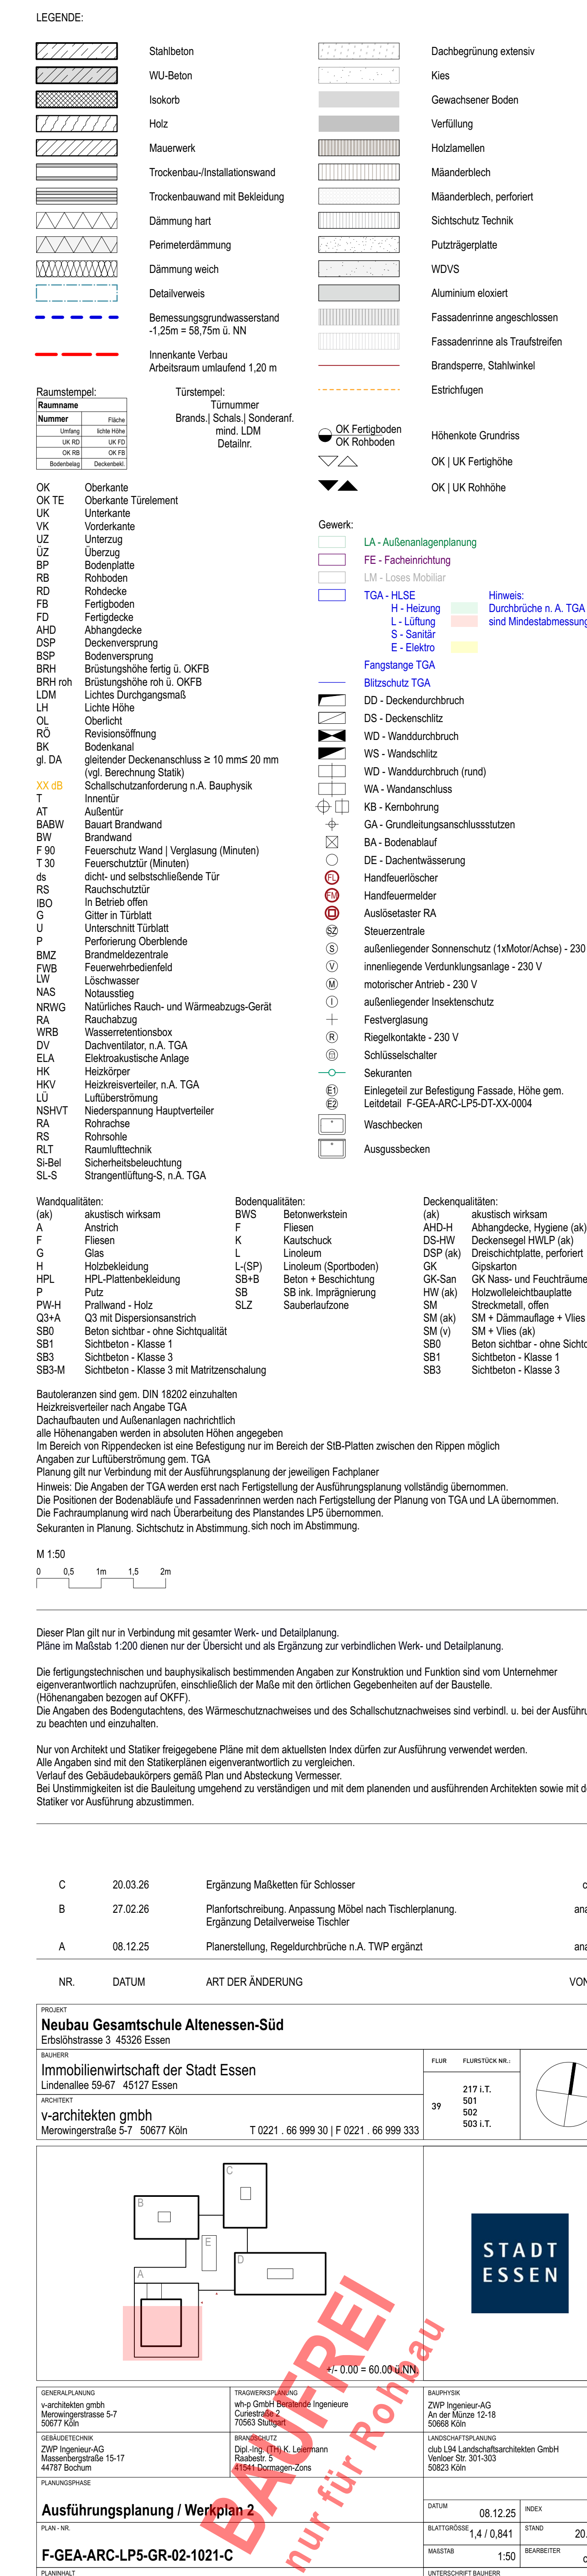 LEGENDE:
Stahlbeton
WU-Beton
Isokorb
Holz
Mauerwerk
Trockenbau-/Installationswand
Trockenbauwand mit Bekleidung
Dämmung hart
Perimeterdämmung
Dämmung weich
Detailverweis
Bemessungsgrundwasserstand
-1,25m = 58,75m ü. NN
Innenkante Verbau
Arbeitsraum umlaufend 1,20 m
Dachbegrünung extensiv
Kies
Gewachsener Boden
Verfüllung
Holzlamellen
Mäanderblech
Mäanderblech, perforiert
Sichtschutz Technik
Putzträgerplatte
WDVS
Aluminium eloxiert
Fassadenrinne angeschlossen
Fassadenrinne als Traufstreifen
Brandsperre, Stahlwinkel
Estrichfugen
Raumstempel:
Raumname
Nummer Fläche
Umfang lichte Höhe
UK RD UK FD
OK RB OK FB
Bodenbelag Deckenbekl.
Türstempel:
Türnummer
Brands.| Schals.| Sonderanf.
mind. LDM
Detailnr.
OK Fertigboden
OK Rohboden
Höhenkote Grundriss
OK | UK Fertighöhe
OK | UK Rohhöhe
OK Oberkante
OK TE Oberkante Türelement
UK Unterkante
VK Vorderkante
UZ Unterzug
ÜZ Überzug
BP Bodenplatte
RB Rohboden
RD Rohdecke
FB Fertigboden
FD Fertigdecke
AHD Abhangdecke
DSP Deckenversprung
BSP Bodenversprung
BRH Brüstungshöhe fertig ü. OKFB
BRH roh Brüstungshöhe roh ü. OKFB
LDM Lichtes Durchgangsmaß
LH Lichte Höhe
OL Oberlicht
RÖ Revisionsöffnung
BK Bodenkanal
gl. DA gleitender Deckenanschluss ≥ 10 mm≤ 20 mm
(vgl. Berechnung Statik)
XX dB Schallschutzanforderung n.A. Bauphysik
T Innentür
AT Außentür
BABW Bauart Brandwand
BW Brandwand
F 90 Feuerschutz Wand | Verglasung (Minuten)
T 30 Feuerschutztür (Minuten)
ds dicht- und selbstschließende Tür
RS Rauchschutztür
IBO In Betrieb offen
G Gitter in Türblatt
U Unterschnitt Türblatt
P Perforierung Oberblende
BMZ Brandmeldezentrale
FWB Feuerwehrbedienfeld
LW Löschwasser
NAS Notausstieg
NRWG Natürliches Rauch- und Wärmeabzugs-Gerät
RA Rauchabzug
WRB Wasserretentionsbox
DV Dachventilator, n.A. TGA
ELA Elektroakustische Anlage
HK Heizkörper
HKV Heizkreisverteiler, n.A. TGA
LÜ Luftüberströmung
NSHVT Niederspannung Hauptverteiler
RA Rohrachse
RS Rohrsohle
RLT Raumlufttechnik
Si-Bel Sicherheitsbeleuchtung
SL-S Strangentlüftung-S, n.A. TGA
Gewerk:
LA - Außenanlagenplanung
FE - Facheinrichtung
LM - Loses Mobiliar
TGA - HLSE
H - Heizung
L - Lüftung
S - Sanitär
E - Elektro
Hinweis:
Durchbrüche n. A. TGA
sind Mindestabmessung
Fangstange TGA
Blitzschutz TGA
DD - Deckendurchbruch
DS - Deckenschlitz
WD - Wanddurchbruch
WS - Wandschlitz
WD - Wanddurchbruch (rund)
WA - Wandanschluss
KB - Kernbohrung
GA - Grundleitungsanschlussstutzen
BA - Bodenablauf
DE - Dachentwässerung
FL Handfeuerlöscher
FM Handfeuermelder
Auslösetaster RA
SZ Steuerzentrale
S außenliegender Sonnenschutz (1xMotor/Achse) - 230
V innenliegende Verdunklungsanlage - 230 V
M motorischer Antrieb - 230 V
I außenliegender Insektenschutz
Festverglasung
R Riegelkontakte - 230 V
Schlüsselschalter
Sekuranten
E1 Einlegeteil zur Befestigung Fassade, Höhe gem.
E2 Leitdetail F-GEA-ARC-LP5-DT-XX-0004
Waschbecken
Ausgussbecken
Wandqualitäten:
(ak) akustisch wirksam
A Anstrich
F Fliesen
G Glas
H Holzbekleidung
HPL HPL-Plattenbekleidung
P Putz
PW-H Prallwand - Holz
Q3+A Q3 mit Dispersionsanstrich
SB0 Beton sichtbar - ohne Sichtqualität
SB1 Sichtbeton - Klasse 1
SB3 Sichtbeton - Klasse 3
SB3-M Sichtbeton - Klasse 3 mit Matritzenschalung
Bodenqualitäten:
BWS Betonwerkstein
F Fliesen
K Kautschuck
L Linoleum
L-(SP) Linoleum (Sportboden)
SB+B Beton + Beschichtung
SB SB ink. Imprägnierung
SLZ Sauberlaufzone
Deckenqualitäten:
(ak) akustisch wirksam
AHD-H Abhangdecke, Hygiene (ak)
DS-HW Deckensegel HWLP (ak)
DSP (ak) Dreischichtplatte, perforiert
GK Gipskarton
GK-San GK Nass- und Feuchträume
HW (ak) Holzwolleleichtbauplatte
SM Streckmetall, offen
SM (ak) SM + Dämmauflage + Vlies
SM (v) SM + Vlies (ak)
SB0 Beton sichtbar - ohne Sichtq
SB1 Sichtbeton - Klasse 1
SB3 Sichtbeton - Klasse 3
Bautoleranzen sind gem. DIN 18202 einzuhalten
Heizkreisverteiler nach Angabe TGA
Dachaufbauten und Außenanlagen nachrichtlich
alle Höhenangaben werden in absoluten Höhen angegeben
Im Bereich von Rippendecken ist eine Befestigung nur im Bereich der StB-Platten zwischen den Rippen möglich
Angaben zur Luftüberströmung gem. TGA
Planung gilt nur Verbindung mit der Ausführungsplanung der jeweiligen Fachplaner
Hinweis: Die Angaben der TGA werden erst nach Fertigstellung der Ausführungsplanung vollständig übernommen.
Die Positionen der Bodenabläufe und Fassadenrinnen werden nach Fertigstellung der Planung von TGA und LA übernommen.
Die Fachraumplanung wird nach Überarbeitung des Planstandes LP5 übernommen.
Sekuranten in Planung. Sichtschutz in Abstimmung. sich noch im Abstimmung.
M 1:50
0 0,5 1m 1,5 2m
Dieser Plan gilt nur in Verbindung mit gesamter Werk- und Detailplanung.
Pläne im Maßstab 1:200 dienen nur der Übersicht und als Ergänzung zur verbindlichen Werk- und Detailplanung.
Die fertigungstechnischen und bauphysikalisch bestimmenden Angaben zur Konstruktion und Funktion sind vom Unternehmer
eigenverantwortlich nachzuprüfen, einschließlich der Maße mit den örtlichen Gegebenheiten auf der Baustelle.
(Höhenangaben bezogen auf OKFF).
Die Angaben des Bodengutachtens, des Wärmeschutznachweises und des Schallschutznachweises sind verbindl. u. bei der Ausführu
zu beachten und einzuhalten.
Nur von Architekt und Statiker freigegebene Pläne mit dem aktuellsten Index dürfen zur Ausführung verwendet werden.
Alle Angaben sind mit den Statikerplänen eigenverantwortlich zu vergleichen.
Verlauf des Gebäudebaukörpers gemäß Plan und Absteckung Vermesser.
Bei Unstimmigkeiten ist die Bauleitung umgehend zu verständigen und mit dem planenden und ausführenden Architekten sowie mit de
Statiker vor Ausführung abzustimmen.
C 20.03.26 Ergänzung Maßketten für Schlosser c
B 27.02.26 Planfortschreibung. Anpassung Möbel nach Tischlerplanung. ana
Ergänzung Detailverweise Tischler
A 08.12.25 Planerstellung, Regeldurchbrüche n.A. TWP ergänzt ana
NR. DATUM ART DER ÄNDERUNG VON
PROJEKT
Neubau Gesamtschule Altenessen-Süd
Erbslöhstrasse 3 45326 Essen
BAUHERR
Immobilienwirtschaft der Stadt Essen
Lindenallee 59-67 45127 Essen
ARCHITEKT
v-architekten gmbh
Merowingerstraße 5-7 50677 Köln T 0221 . 66 999 30 | F 0221 . 66 999 333
FLUR FLURSTÜCK NR.:
39
217 i.T.
501
502
503 i.T.
C
B
E
D
A
STADT
ESSEN
+/- 0.00 = 60.00 ü.NN.
BAUFREI
nur für Rohbau
GENERALPLANUNG
v-architekten gmbh
Merowingerstrasse 5-7
50677 Köln
TRAGWERKSPLANUNG
wh-p GmbH Beratende Ingenieure
Curiestraße 2
70563 Stuttgart
BAUPHYSIK
ZWP Ingenieur-AG
An der Münze 12-18
50668 Köln
GEBÄUDETECHNIK
ZWP Ingenieur-AG
Massenbergstraße 15-17
44787 Bochum
BRANDSCHUTZ
Dipl.-Ing. (TH) K. Leiermann
Raabestr. 5
41541 Dormagen-Zons
LANDSCHAFTSPLANUNG
club L94 Landschaftsarchitekten GmbH
Venloer Str. 301-303
50823 Köln
PLANUNGSPHASE
Ausführungsplanung / Werkplan 2
DATUM 08.12.25 INDEX
PLAN - NR.
F-GEA-ARC-LP5-GR-02-1021-C
BLATTGRÖSSE 1,4 / 0,841 STAND 20.
MAßSTAB 1:50 BEARBEITER c
PLANINHALT
UNTERSCHRIFT BAUHERR